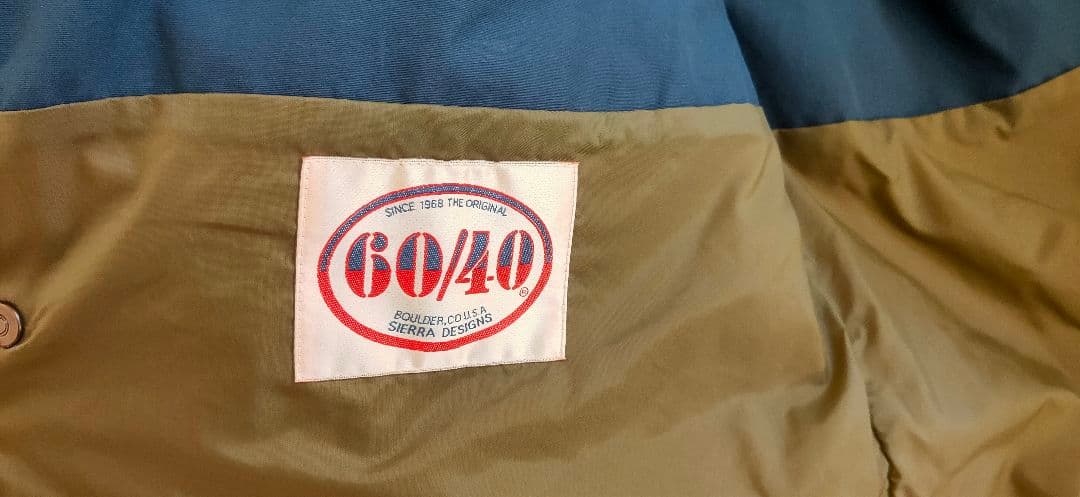 SINCE 1968 THE ORIGINAL
60/40
®
BOULDER, CO U.S.A
SIERRA DESIGNS